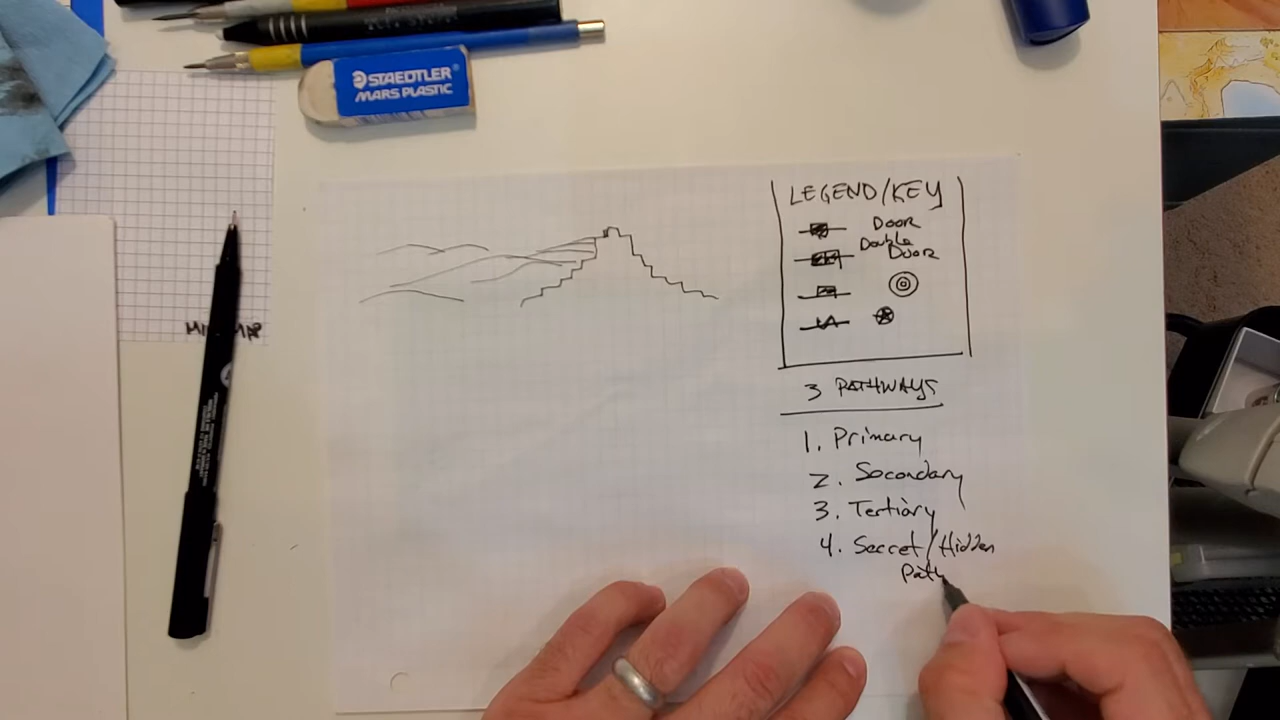 STAEDTLER
MARS PLASTIC
LEGEND/KEY
DOOR
Double
DOOR
3 PATHWAYS
1. Primary
2. Socondary
3. Tertiary
4. Secret/Hidden
Path